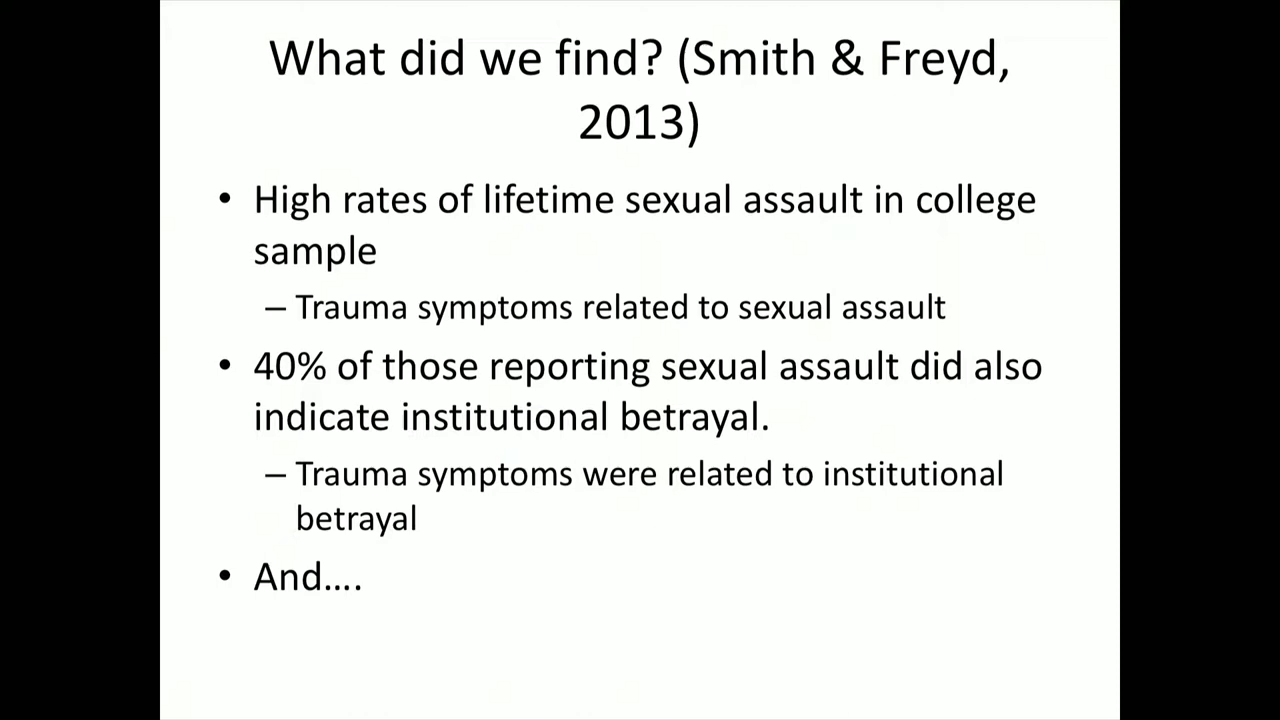 What did we find? (Smith & Freyd,
2013)
• High rates of lifetime sexual assault in college
sample
– Trauma symptoms related to sexual assault
• 40% of those reporting sexual assault did also
indicate institutional betrayal.
– Trauma symptoms were related to institutional
betrayal
• And….